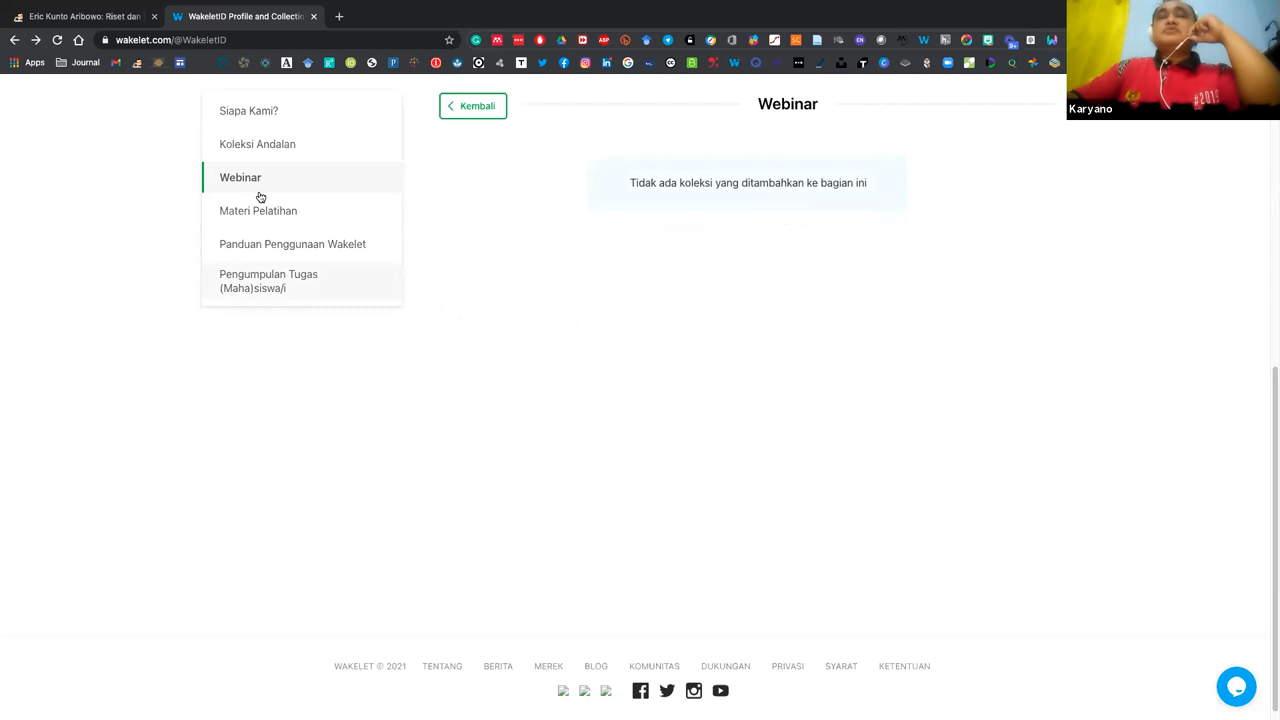 Eric Kunto Aribowo: Riset dan
WakeletID Profile and Collectio
wakelet.com/@WakeletID
Apps
Journal
Karyano
Siapa Kami?
Koleksi Andalan
Webinar
Materi Pelatihan
Panduan Penggunaan Wakelet
Pengumpulan Tugas
(Maha)siswa/i
Kembali
Webinar
Tidak ada koleksi yang ditambahkan ke bagian ini
WAKELET © 2021 TENTANG BERITA MEREK BLOG KOMUNITAS DUKUNGAN PRIVASI SYARAT KETENTUAN